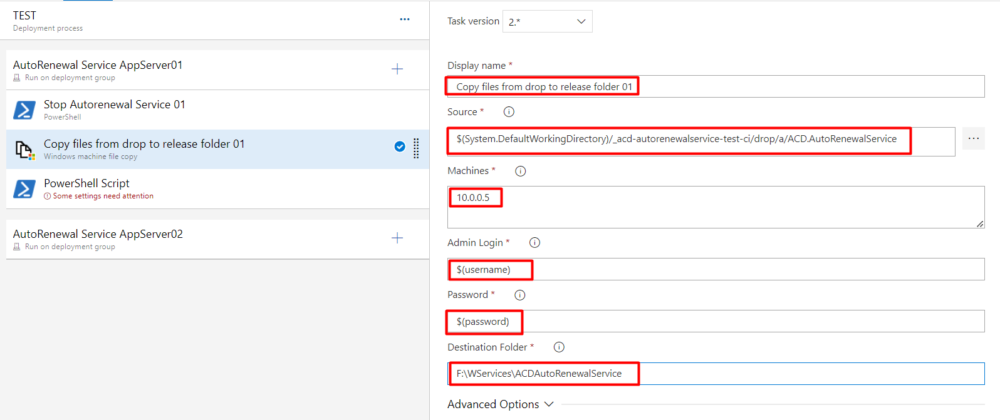 TEST
Deployment process
AutoRenewal Service AppServer01
Run on deployment group
Stop Autorenewal Service 01
PowerShell
Copy files from drop to release folder 01
Windows machine file copy
PowerShell Script
Some settings need attention
AutoRenewal Service AppServer02
Run on deployment group
Task version 2.*
Display name *
Copy files from drop to release folder 01
Source *
$(System.DefaultWorkingDirectory)/_acd-autorenewalservice-test-ci/drop/a/ACD.AutoRenewalService
Machines *
10.0.0.5
Admin Login *
$(username)
Password *
$(password)
Destination Folder *
F:\WServices\ACDAutoRenewalService
Advanced Options